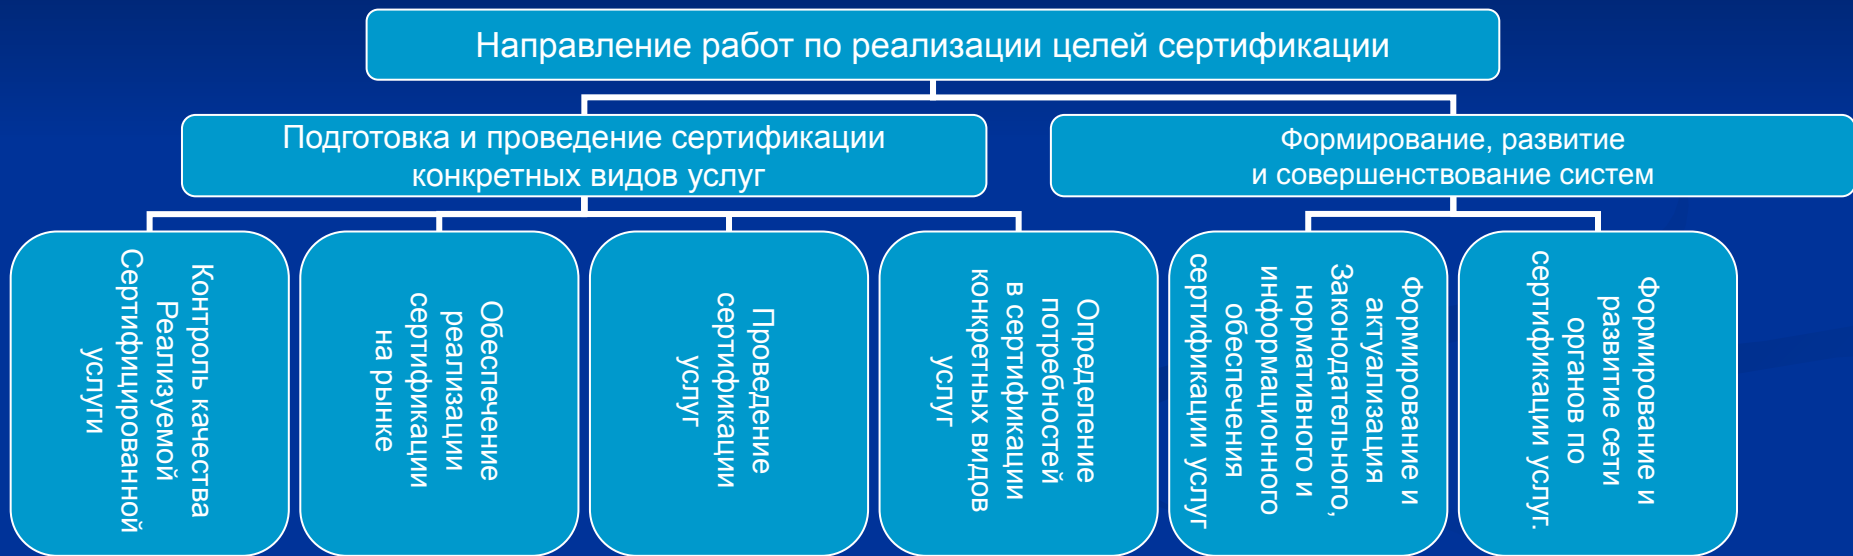 Направление работ по реализации целей сертификации
Подготовка и проведение сертификации
конкретных видов услуг
Формирование, развитие
и совершенствование систем
Контроль качества
Реализуемой
Сертифицированной
услуги
Обеспечение
реализации
сертификации
на рынке
Проведение
сертификации
услуг
Определение
потребностей
в сертификации
конкретных видов
услуг
Формирование и
актуализация
Законодательного,
нормативного и
информационного
обеспечения
сертификации услуг
Формирование и
развитие сети
органов по
сертификации услуг.